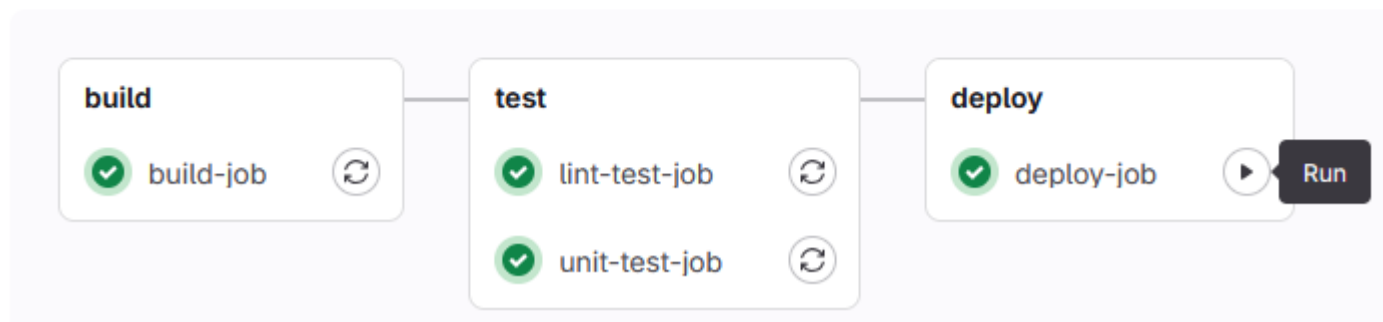 build
build-job
test
lint-test-job
unit-test-job
deploy
deploy-job
Run